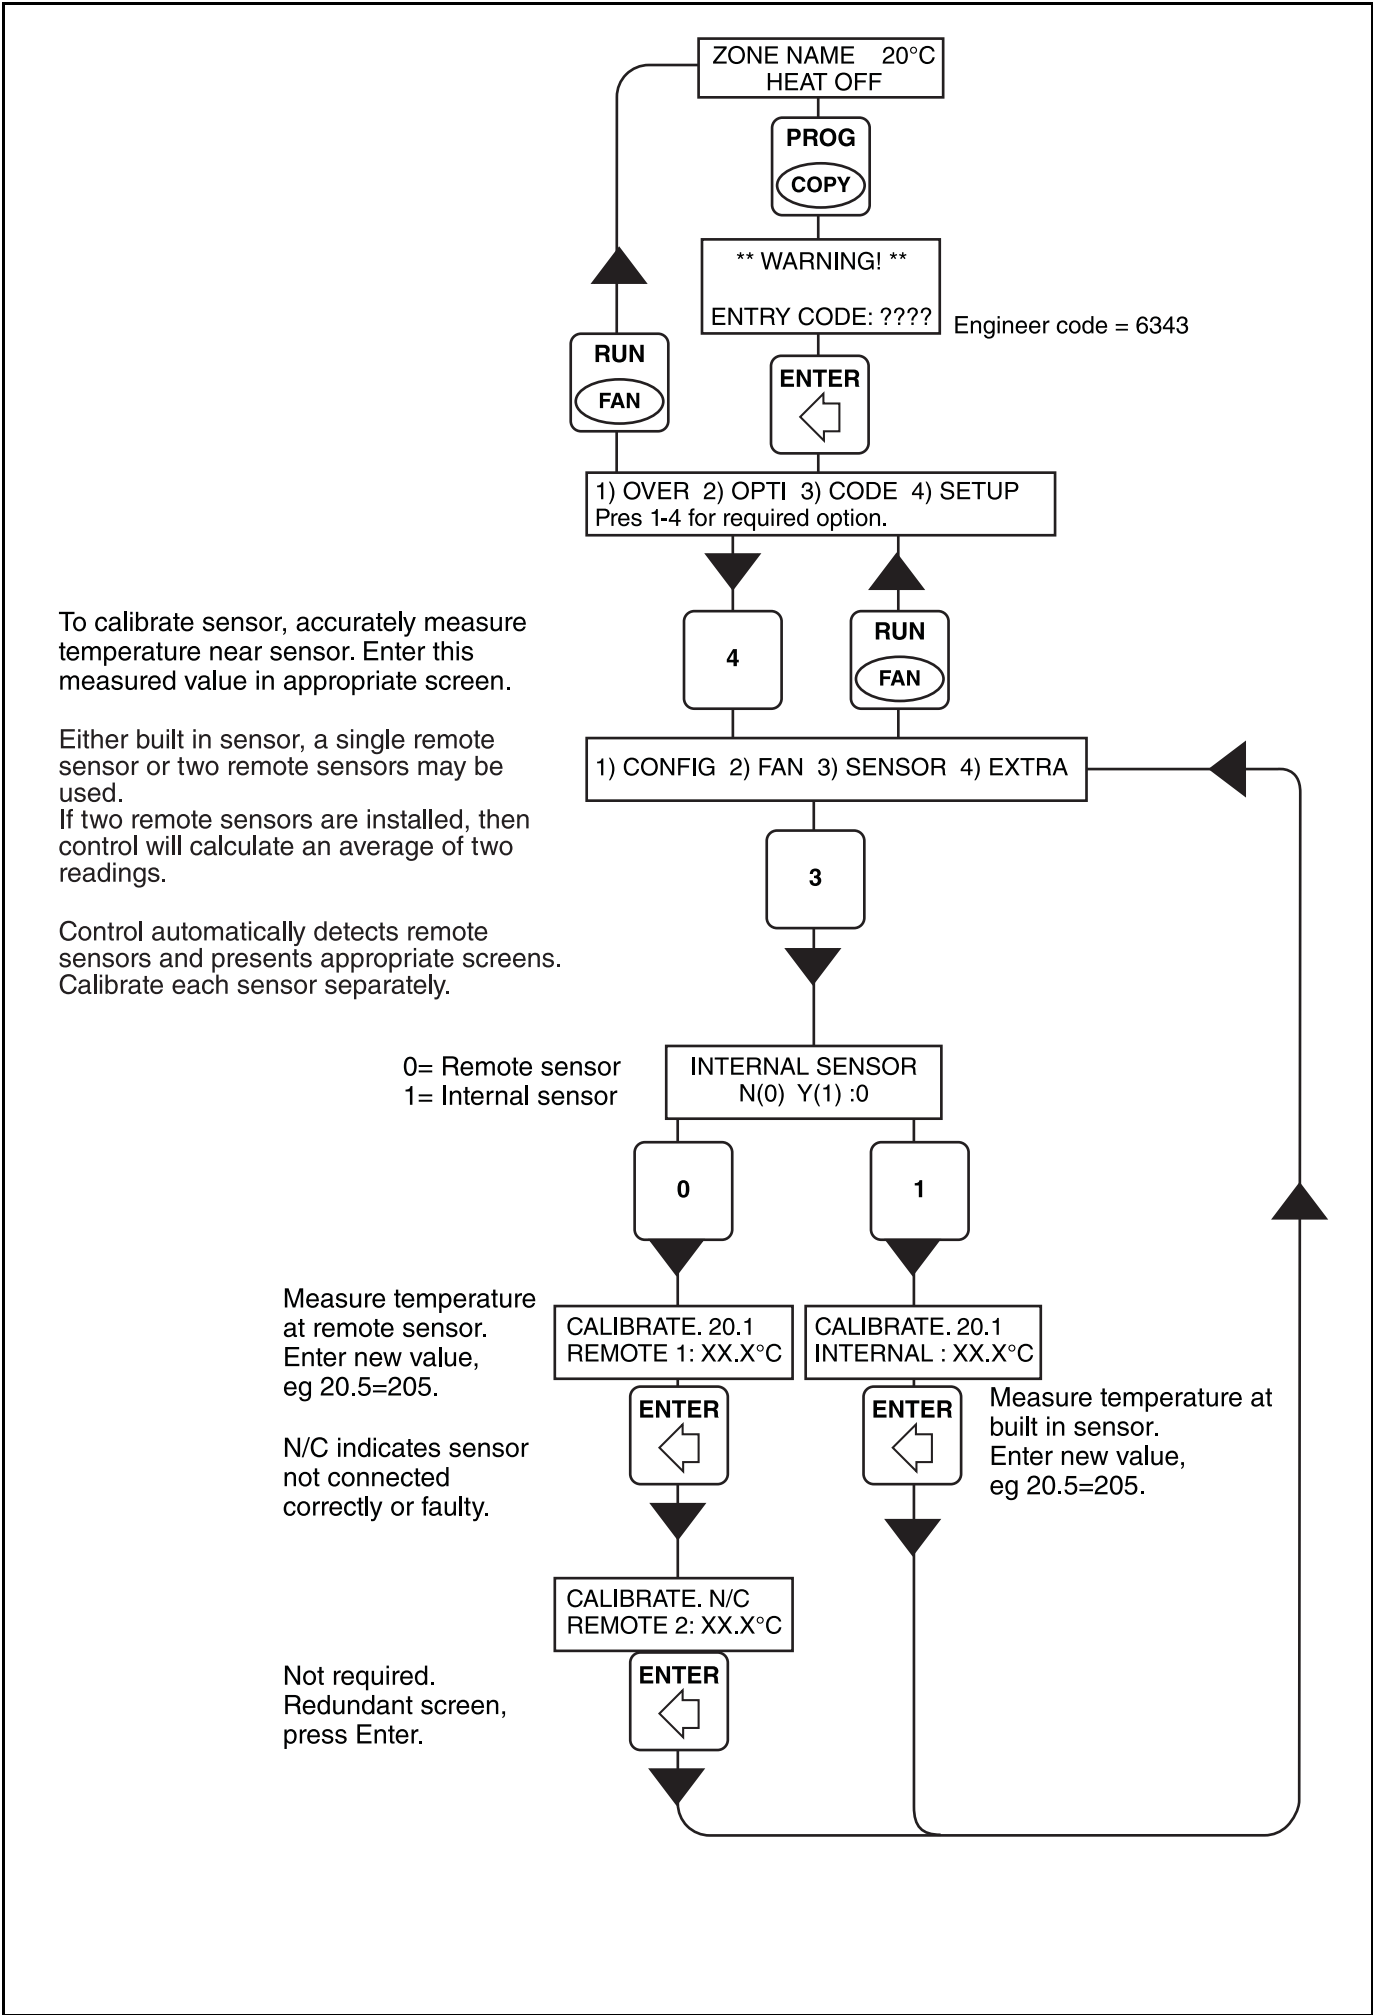 ZONE NAME 20°C
HEAT OFF
PROG
COPY
** WARNING! **
ENTRY CODE: ????
Engineer code = 6343
RUN
FAN
ENTER
1) OVER 2) OPTI 3) CODE 4) SETUP
Pres 1-4 for required option.
To calibrate sensor, accurately measure
temperature near sensor. Enter this
measured value in appropriate screen.
4
RUN
FAN
Either built in sensor, a single remote
sensor or two remote sensors may be
used.
If two remote sensors are installed, then
control will calculate an average of two
readings.
1) CONFIG 2) FAN 3) SENSOR 4) EXTRA
3
Control automatically detects remote
sensors and presents appropriate screens.
Calibrate each sensor separately.
0= Remote sensor
1= Internal sensor
INTERNAL SENSOR
N(0) Y(1) :0
0
1
Measure temperature
at remote sensor.
Enter new value,
eg 20.5=205.
CALIBRATE. 20.1
REMOTE 1: XX.X°C
CALIBRATE. 20.1
INTERNAL : XX.X°C
ENTER
ENTER
Measure temperature at
built in sensor.
Enter new value,
eg 20.5=205.
N/C indicates sensor
not connected
correctly or faulty.
CALIBRATE. N/C
REMOTE 2: XX.X°C
Not required.
Redundant screen,
press Enter.
ENTER